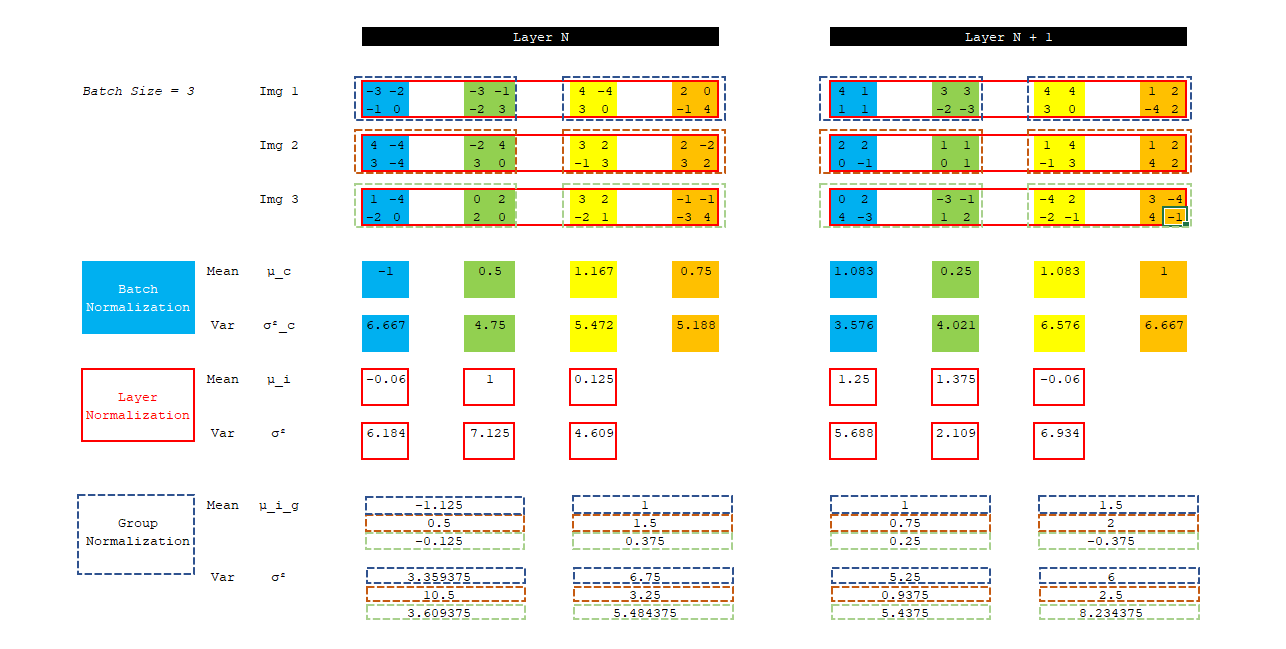 Layer N Layer N + 1
Batch Size = 3 Img 1 -3 -2 -3 -1 4 -4 2 0 4 1 3 3 4 4 1 2
-1 0 -2 3 3 0 -1 4 1 1 -2 -3 3 0 -4 2
Img 2 4 -4 -2 4 3 2 2 -2 2 2 1 1 1 4 1 2
3 -4 3 0 -1 3 3 2 0 -1 0 1 -1 3 4 2
Img 3 1 -4 0 2 3 2 -1 -1 0 2 -3 -1 -4 2 3 -4
-2 0 2 0 -2 1 -3 4 4 -3 1 2 -2 -1 4 -1
Mean μ_c -1 0.5 1.167 0.75 1.083 0.25 1.083 1
Batch
Normalization
Var σ²_c 6.667 4.75 5.472 5.188 3.576 4.021 6.576 6.667
Mean μ_i -0.06 1 0.125 1.25 1.375 -0.06
Layer
Normalization
Var σ² 6.184 7.125 4.609 5.688 2.109 6.934
Mean μ_i_g -1.125 1 1 1.5
Group 0.5 1.5 0.75 2
Normalization -0.125 0.375 0.25 -0.375
Var σ² 3.359375 6.75 5.25 6
10.5 3.25 0.9375 2.5
3.609375 5.484375 5.4375 8.234375